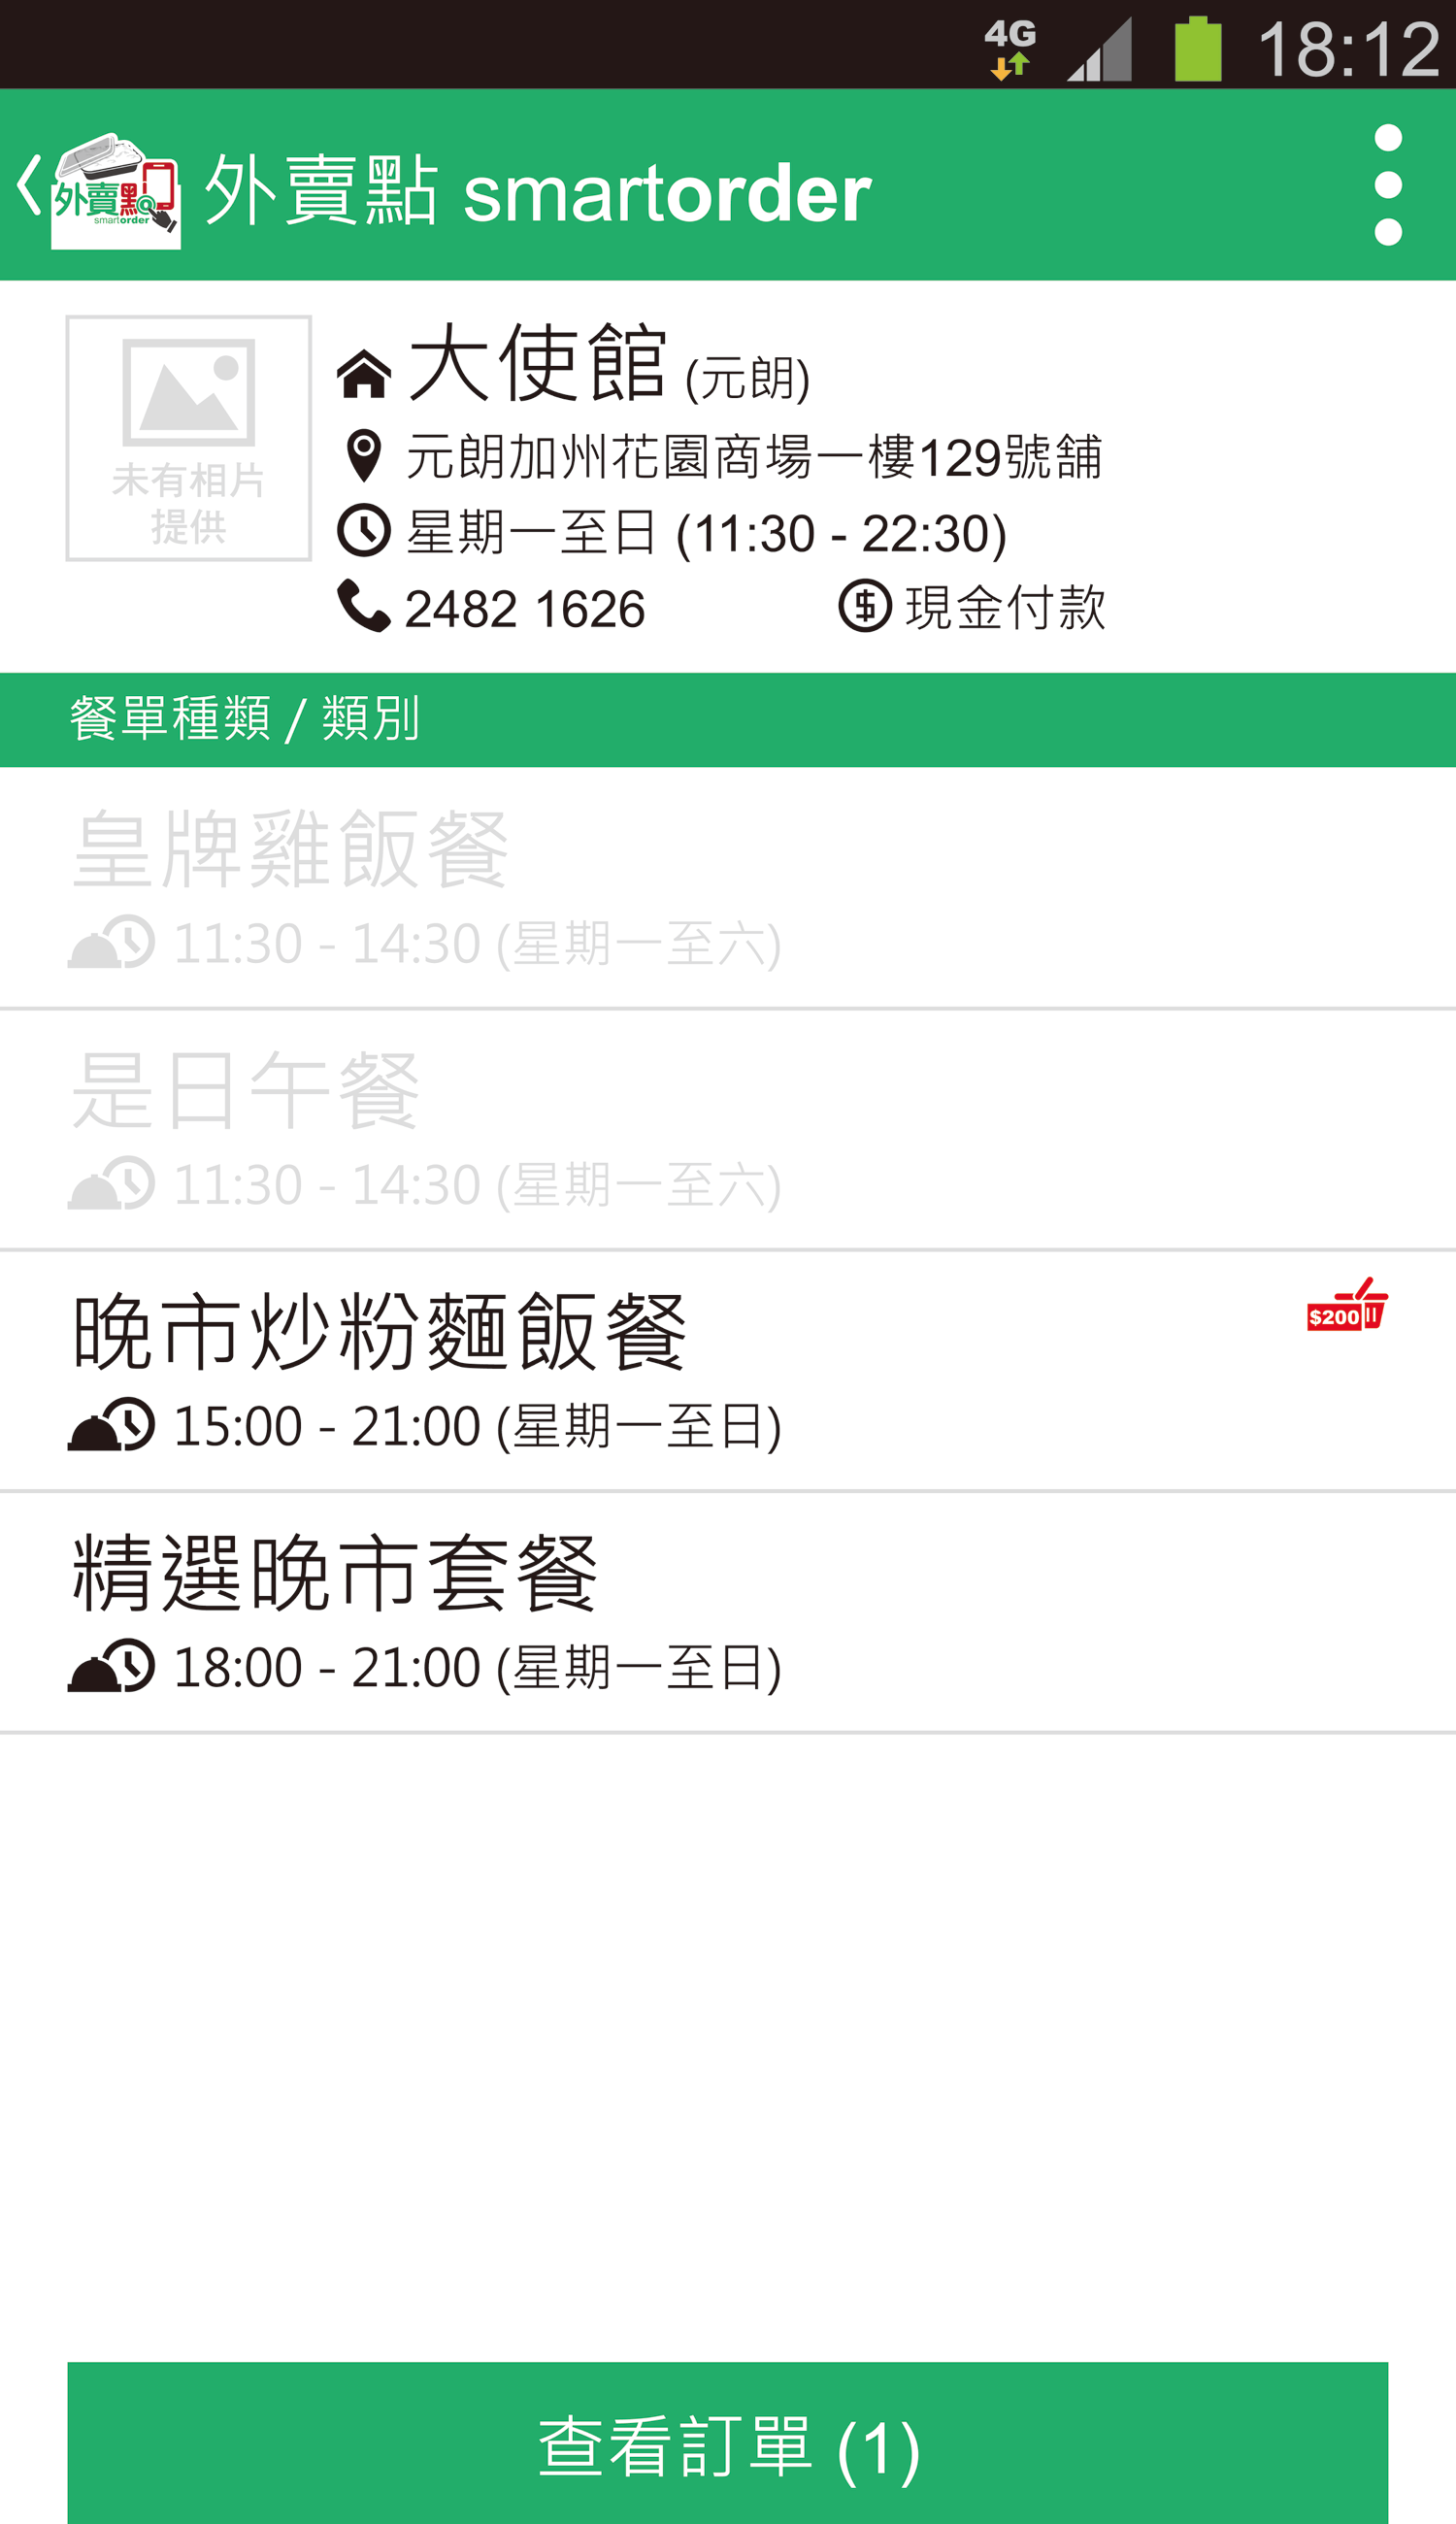 4G 18:12
外賣點 smartorder
外賣點
smartorder
大使館 (元朗)
元朗加州花園商場一樓129號舖
星期一至日 (11:30 - 22:30)
2482 1626 現金付款
未有相片
提供
餐單種類 / 類別
皇牌雞飯餐
11:30 - 14:30 (星期一至六)
是日午餐
11:30 - 14:30 (星期一至六)
晚市炒粉麵飯餐
$200
15:00 - 21:00 (星期一至日)
精選晚市套餐
18:00 - 21:00 (星期一至日)
查看訂單 (1)